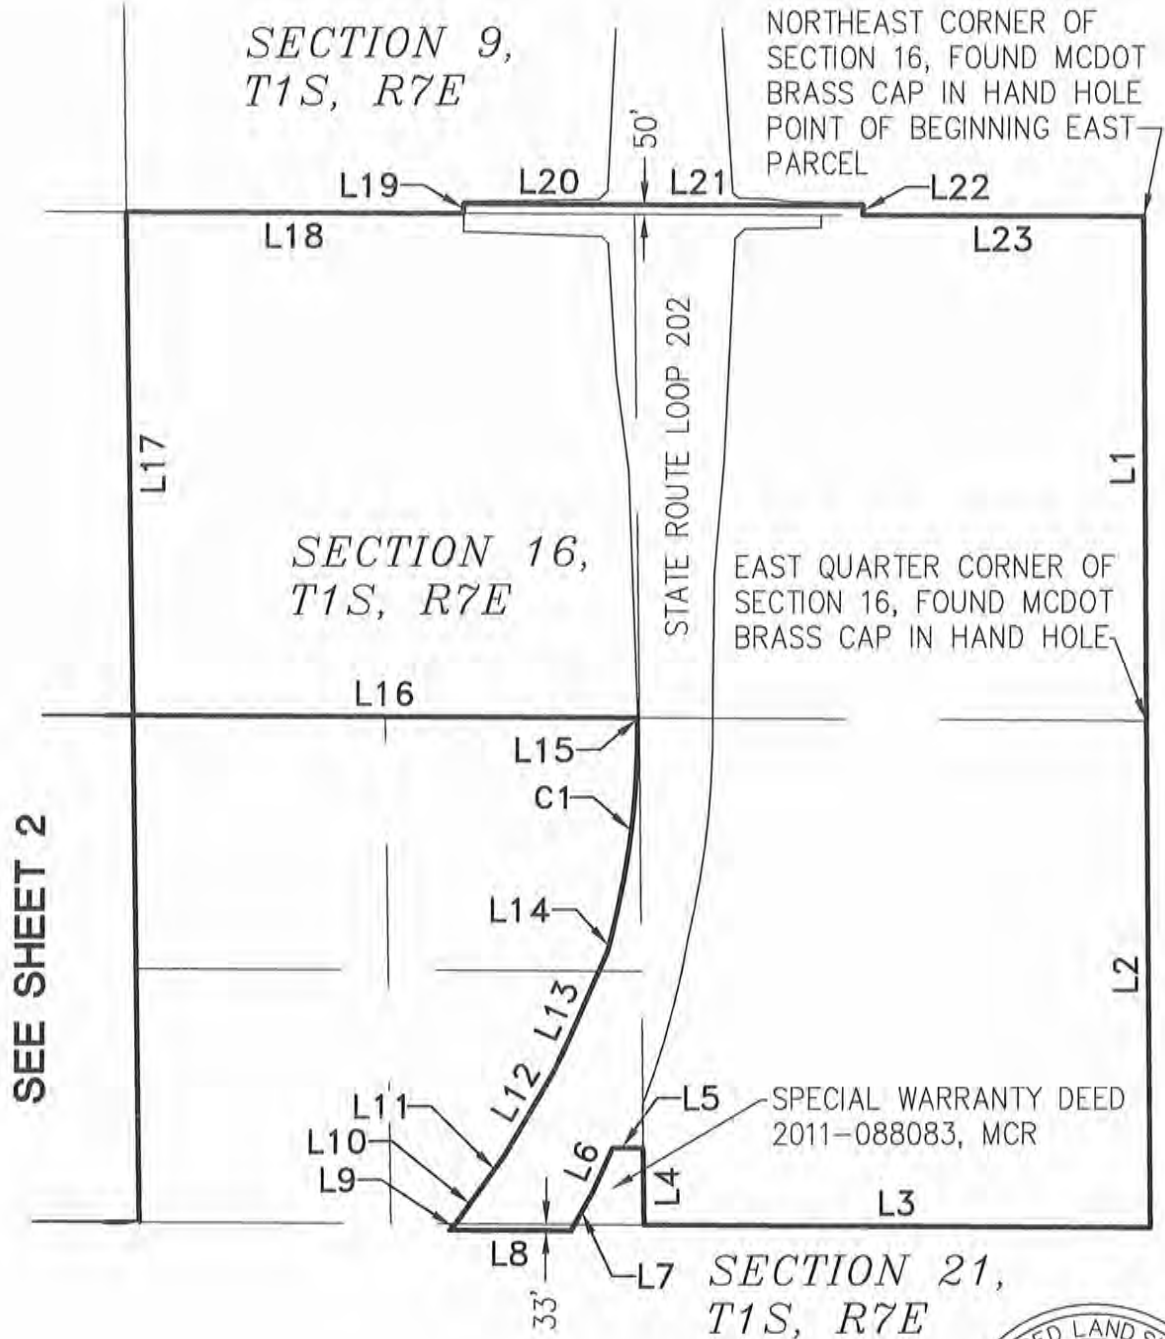 SECTION 9,
T1S, R7E
NORTHEAST CORNER OF
SECTION 16, FOUND MCDOT
BRASS CAP IN HAND HOLE
POINT OF BEGINNING EAST
PARCEL
50'
L19
L20
L21
L22
L18
L23
STATE ROUTE LOOP 202
L17
L1
SECTION 16,
T1S, R7E
EAST QUARTER CORNER OF
SECTION 16, FOUND MCDOT
BRASS CAP IN HAND HOLE
L16
L15
C1
SEE SHEET 2
L14
L13
L2
L12
L11
L5
SPECIAL WARRANTY DEED
2011-088083, MCR
L10
L6
L9
L4
L3
L8
L7
33'
SECTION 21,
T1S, R7E
LAND